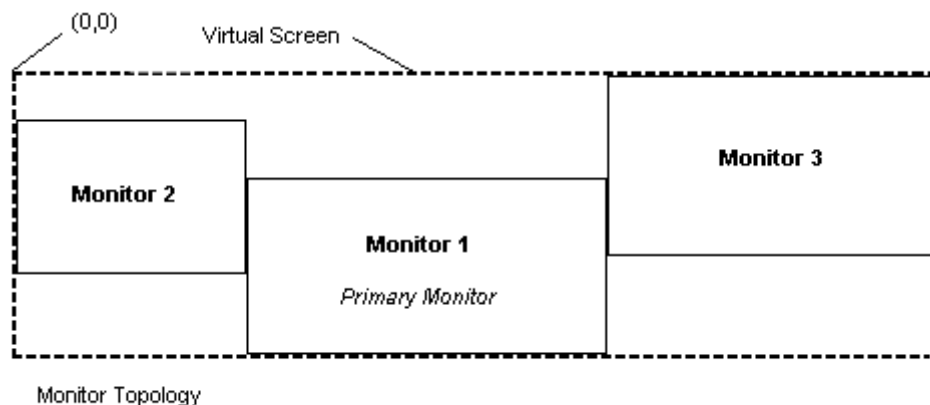 (0,0)
Virtual Screen
Monitor 3
Monitor 2
Monitor 1
Primary Monitor
Monitor Topology